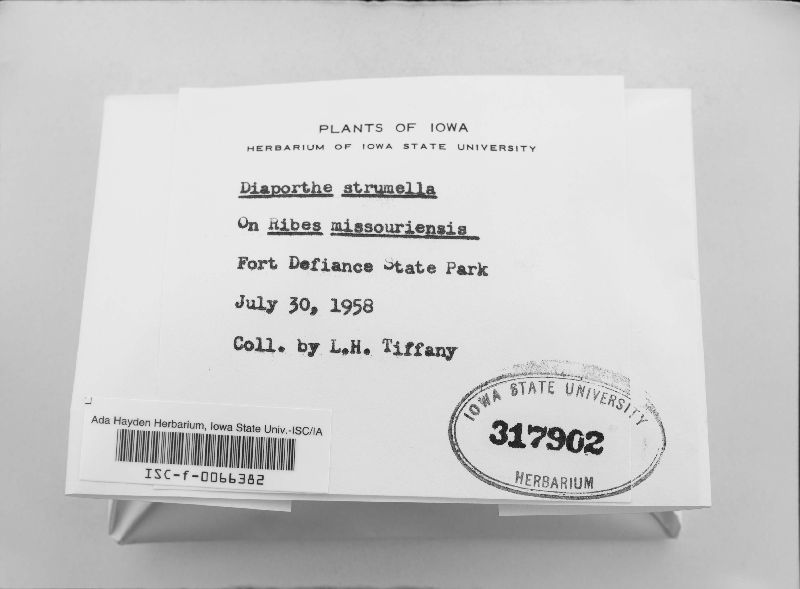 PLANTS OF IOWA
HERBARIUM OF IOWA STATE UNIVERSITY
Diaporthe strumella
On Ribes missouriensis
Fort Defiance State Park
July 30, 1958
Coll. by L.H. Tiffany
Ada Hayden Herbarium, Iowa State Univ.-ISC/IA
ISC-f-0066382
IOWA STATE UNIVERSITY
317902
HERBARIUM